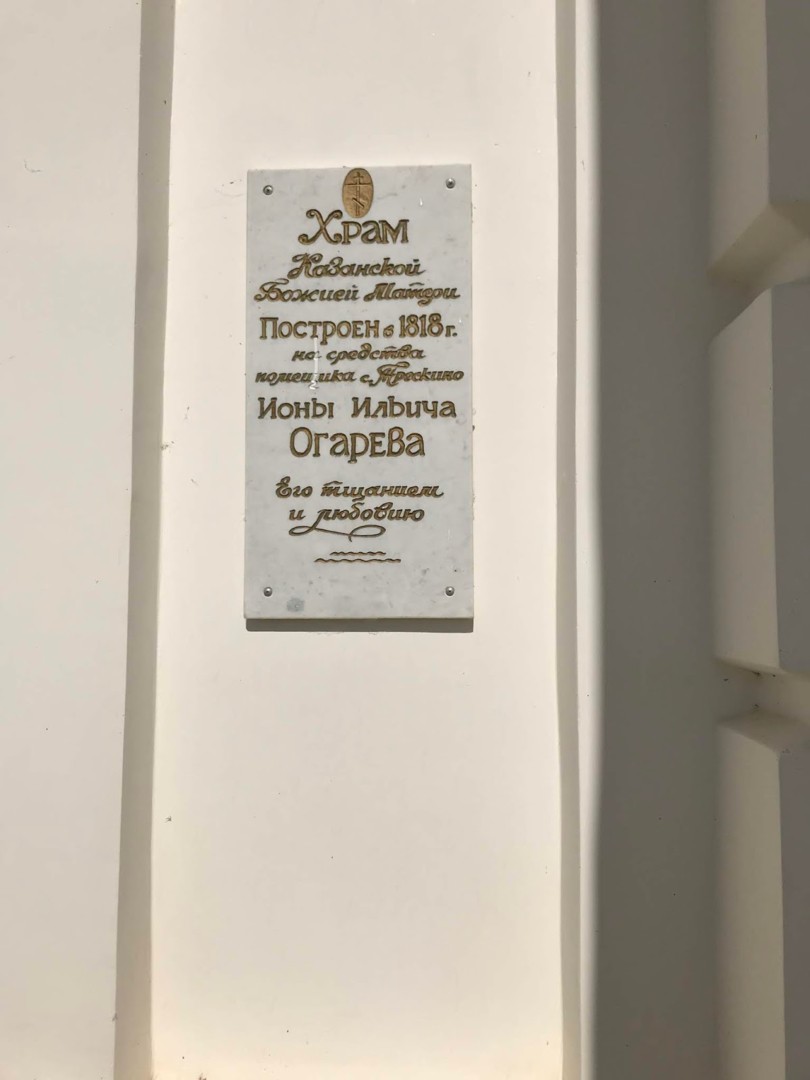 Храм
Казанской
Божией Матери
Построен в 1818 г.
на средства
помещика с. Трескино
Ионы Ильича
Огарева
Его тщанием
и любовию